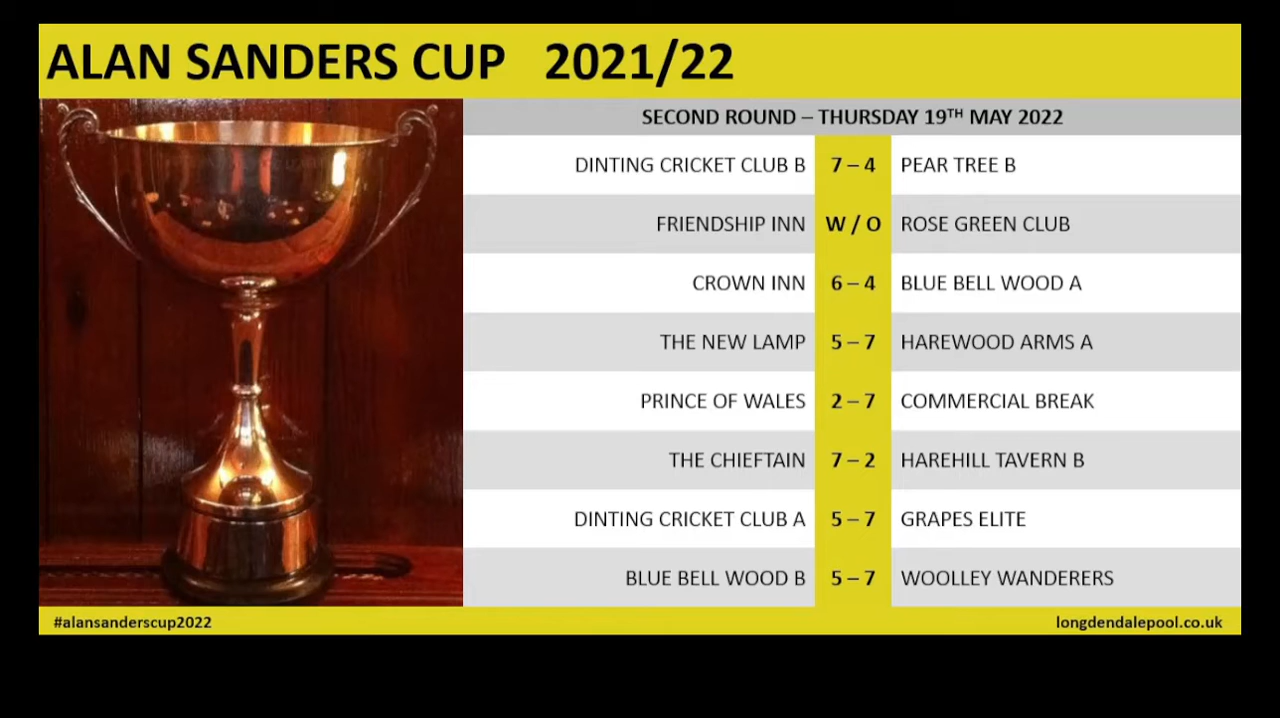 ALAN SANDERS CUP 2021/22
SECOND ROUND – THURSDAY 19TH MAY 2022
DINTING CRICKET CLUB B 7 – 4 PEAR TREE B
FRIENDSHIP INN W / O ROSE GREEN CLUB
CROWN INN 6 – 4 BLUE BELL WOOD A
THE NEW LAMP 5 – 7 HAREWOOD ARMS A
PRINCE OF WALES 2 – 7 COMMERCIAL BREAK
THE CHIEFTAIN 7 – 2 HAREHILL TAVERN B
DINTING CRICKET CLUB A 5 – 7 GRAPES ELITE
BLUE BELL WOOD B 5 – 7 WOOLLEY WANDERERS
#alansanderscup2022 longdendalepool.co.uk